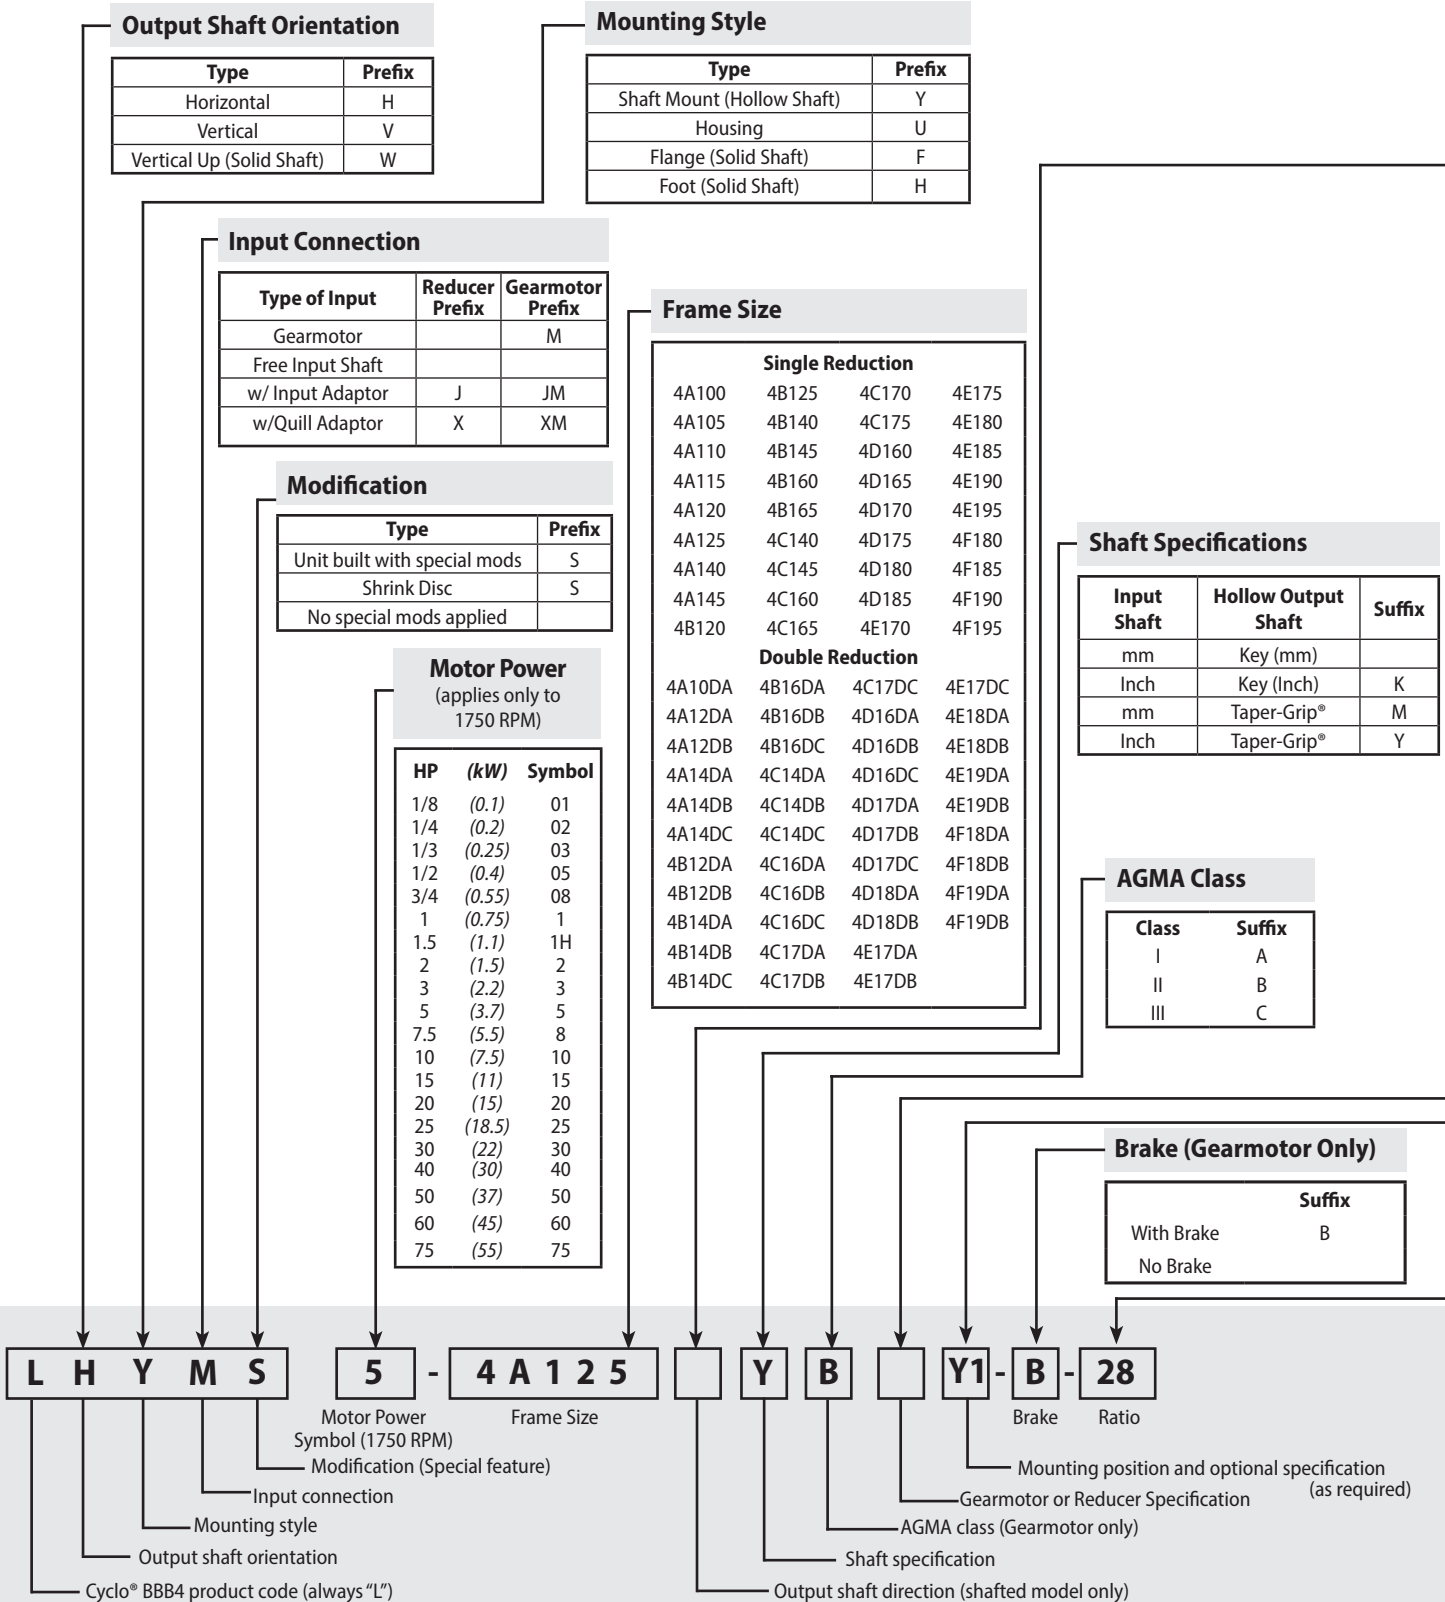 Output Shaft Orientation
Type Prefix
Horizontal H
Vertical V
Vertical Up (Solid Shaft) W
Mounting Style
Type Prefix
Shaft Mount (Hollow Shaft) Y
Housing U
Flange (Solid Shaft) F
Foot (Solid Shaft) H
Input Connection
Type of Input Reducer Prefix Gearmotor Prefix
Gearmotor M
Free Input Shaft
w/ Input Adaptor J JM
w/Quill Adaptor X XM
Modification
Type Prefix
Unit built with special mods S
Shrink Disc S
No special mods applied
Motor Power
(applies only to
1750 RPM)
HP (kW) Symbol
1/8 (0.1) 01
1/4 (0.2) 02
1/3 (0.25) 03
1/2 (0.4) 05
3/4 (0.55) 08
1 (0.75) 1
1.5 (1.1) 1H
2 (1.5) 2
3 (2.2) 3
5 (3.7) 5
7.5 (5.5) 8
10 (7.5) 10
15 (11) 15
20 (15) 20
25 (18.5) 25
30 (22) 30
40 (30) 40
50 (37) 50
60 (45) 60
75 (55) 75
Frame Size
Single Reduction
4A100 4B125 4C170 4E175
4A105 4B140 4C175 4E180
4A110 4B145 4D160 4E185
4A115 4B160 4D165 4E190
4A120 4B165 4D170 4E195
4A125 4C140 4D175 4F180
4A140 4C145 4D180 4F185
4A145 4C160 4D185 4F190
4B120 4C165 4E170 4F195
Double Reduction
4A10DA 4B16DA 4C17DC 4E17DC
4A12DA 4B16DB 4D16DA 4E18DA
4A12DB 4B16DC 4D16DB 4E18DB
4A14DA 4C14DA 4D16DC 4E19DA
4A14DB 4C14DB 4D17DA 4E19DB
4A14DC 4C14DC 4D17DB 4F18DA
4B12DA 4C16DA 4D17DC 4F18DB
4B12DB 4C16DB 4D18DA 4F19DA
4B14DA 4C16DC 4D18DB 4F19DB
4B14DB 4C17DA 4E17DA
4B14DC 4C17DB 4E17DB
Shaft Specifications
Input Shaft Hollow Output Shaft Suffix
mm Key (mm)
Inch Key (Inch) K
mm Taper-Grip® M
Inch Taper-Grip® Y
AGMA Class
Class Suffix
I A
II B
III C
Brake (Gearmotor Only)
Suffix
With Brake B
No Brake
L H Y M S 5 - 4 A 1 2 5 Y B Y1 - B - 28
Motor Power
Symbol (1750 RPM)
Frame Size
Brake
Ratio
Modification (Special feature)
Input connection
Mounting style
Output shaft orientation
Cyclo® BBB4 product code (always "L")
Mounting position and optional specification
(as required)
Gearmotor or Reducer Specification
AGMA class (Gearmotor only)
Shaft specification
Output shaft direction (shafted model only)